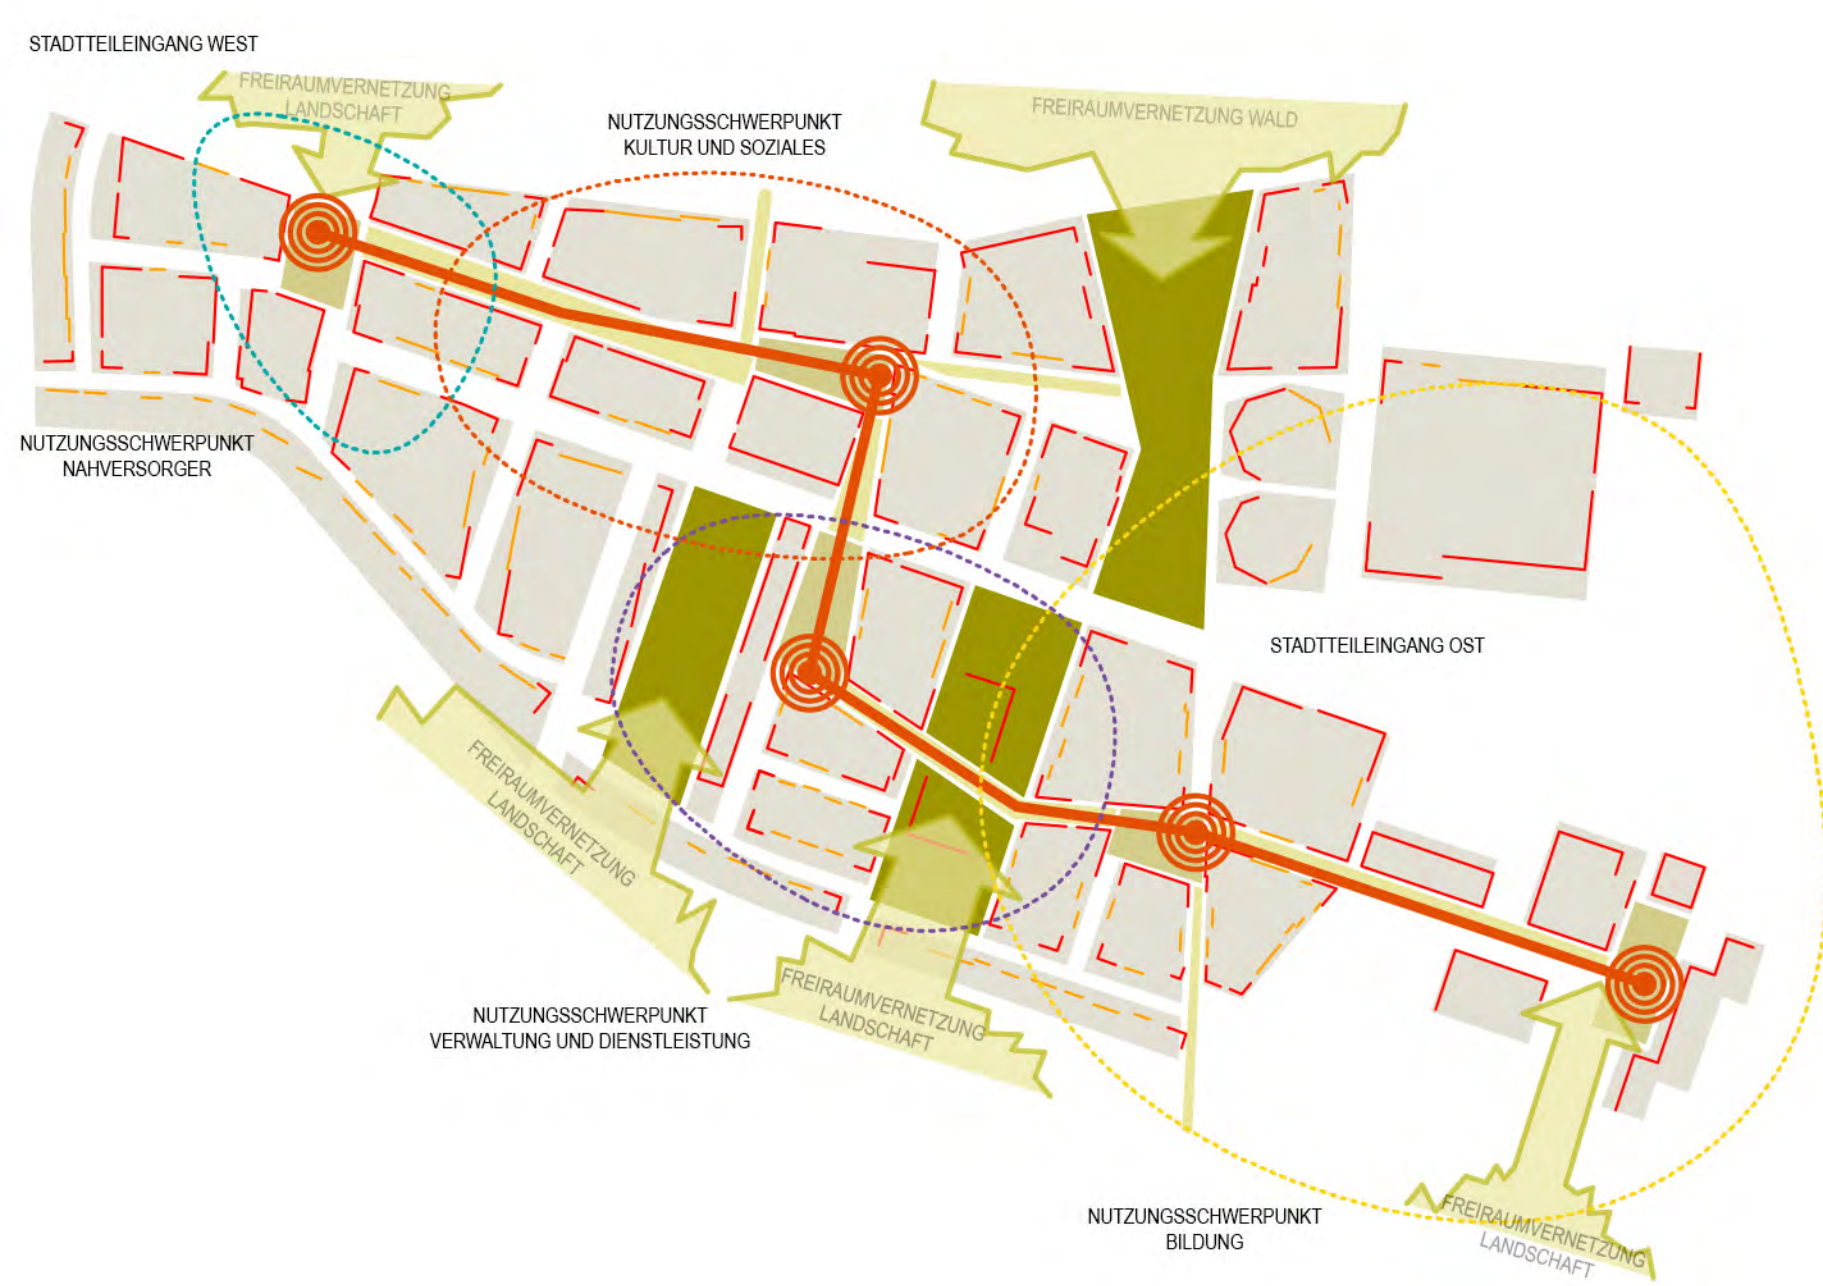 STADTTEILEINGANG WEST
FREIRAUMVERNETZUNG
LANDSCHAFT
NUTZUNGSSCHWERPUNKT
KULTUR UND SOZIALES
FREIRAUMVERNETZUNG WALD
NUTZUNGSSCHWERPUNKT
NAHVERSORGER
STADTTEILEINGANG OST
FREIRAUMVERNETZUNG
LANDSCHAFT
NUTZUNGSSCHWERPUNKT
VERWALTUNG UND DIENSTLEISTUNG
FREIRAUMVERNETZUNG
LANDSCHAFT
NUTZUNGSSCHWERPUNKT
BILDUNG
FREIRAUMVERNETZUNG
LANDSCHAFT